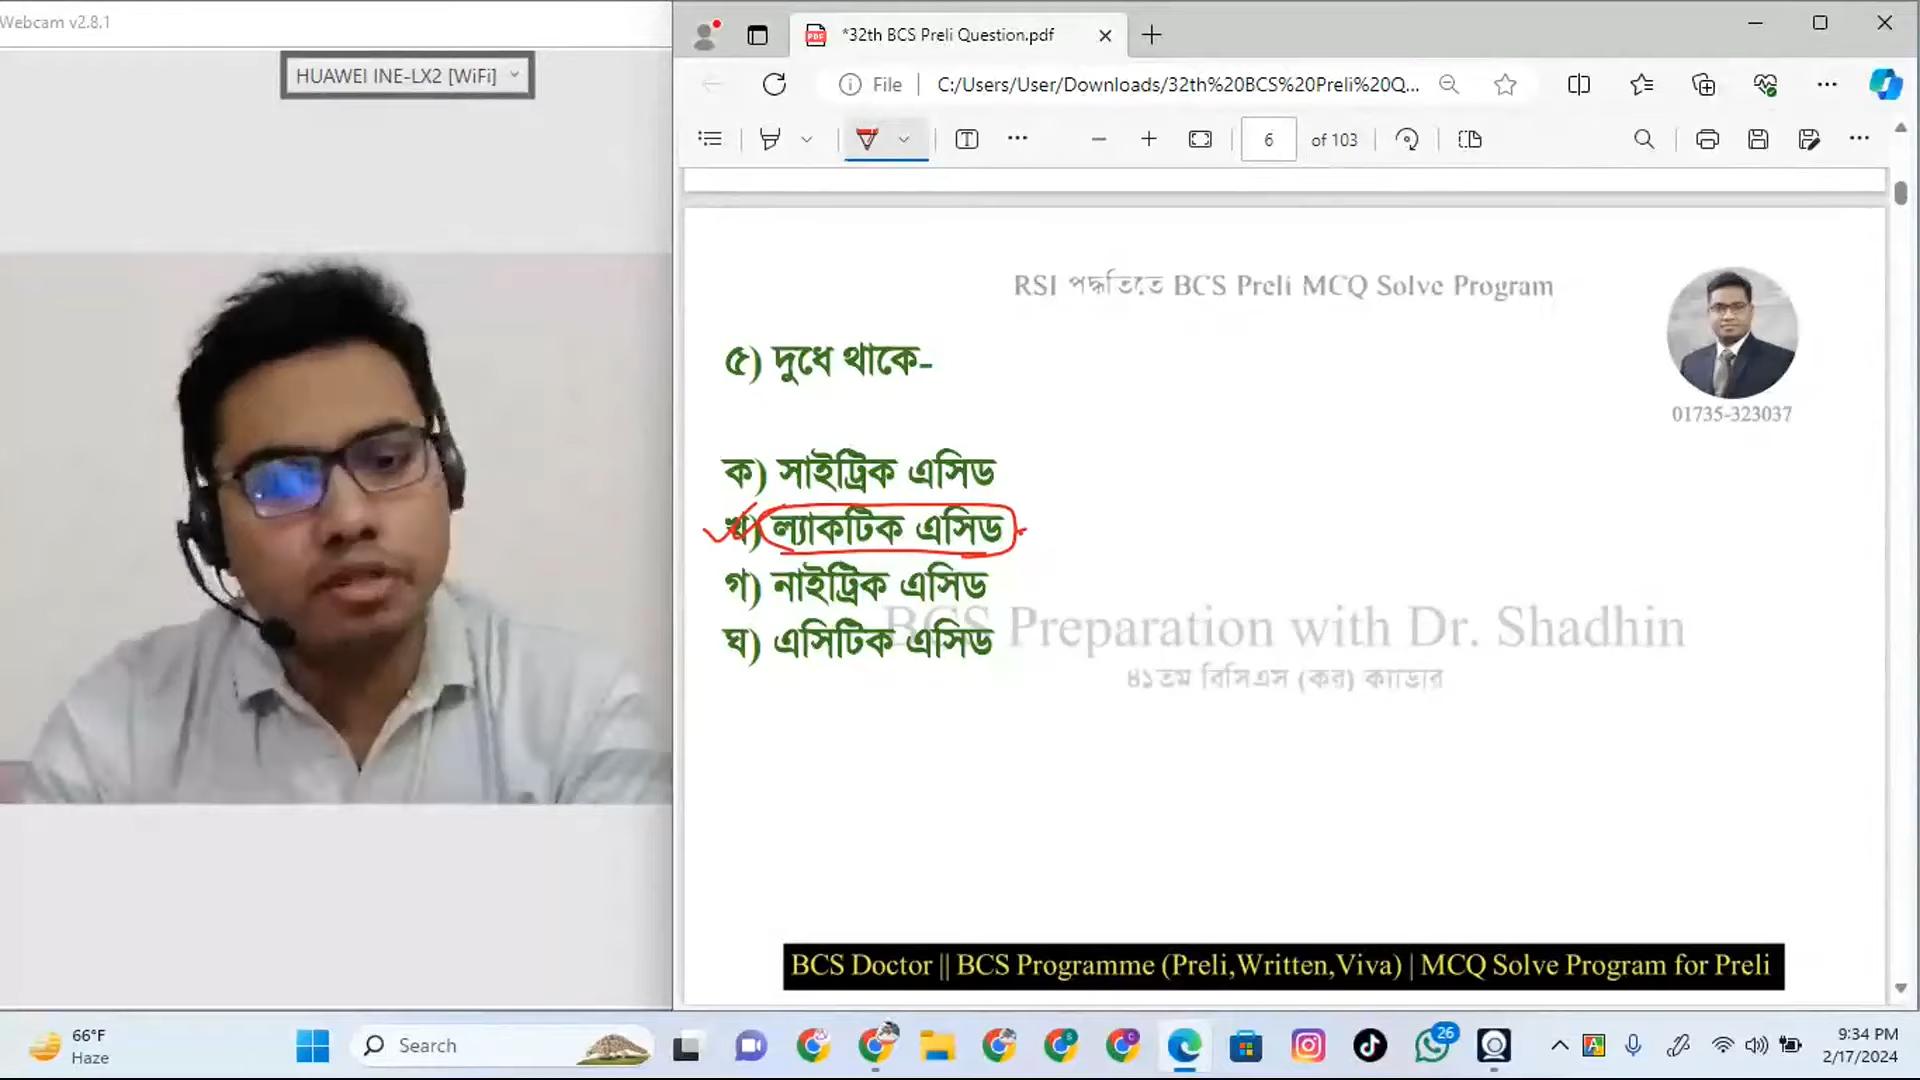 Webcam v2.8.1
HUAWEI INE-LX2 [WiFi]
*32th BCS Preli Question.pdf
File
C:/Users/User/Downloads/32th%20BCS%20Preli%20Q...
6 of 103
RSI পদ্ধতিতে BCS Preli MCQ Solve Program
01735-323037
৫) দুধে থাকে-
ক) সাইট্রিক এসিড
খ) ল্যাকটিক এসিড
গ) নাইট্রিক এসিড
ঘ) এসিটিক এসিড
BCS Preparation with Dr. Shadhin
৪১তম বিসিএস (কর) ক্যাডার
BCS Doctor || BCS Programme (Preli,Written,Viva) | MCQ Solve Program for Preli
66°F
Haze
Search
26
9:34 PM
2/17/2024